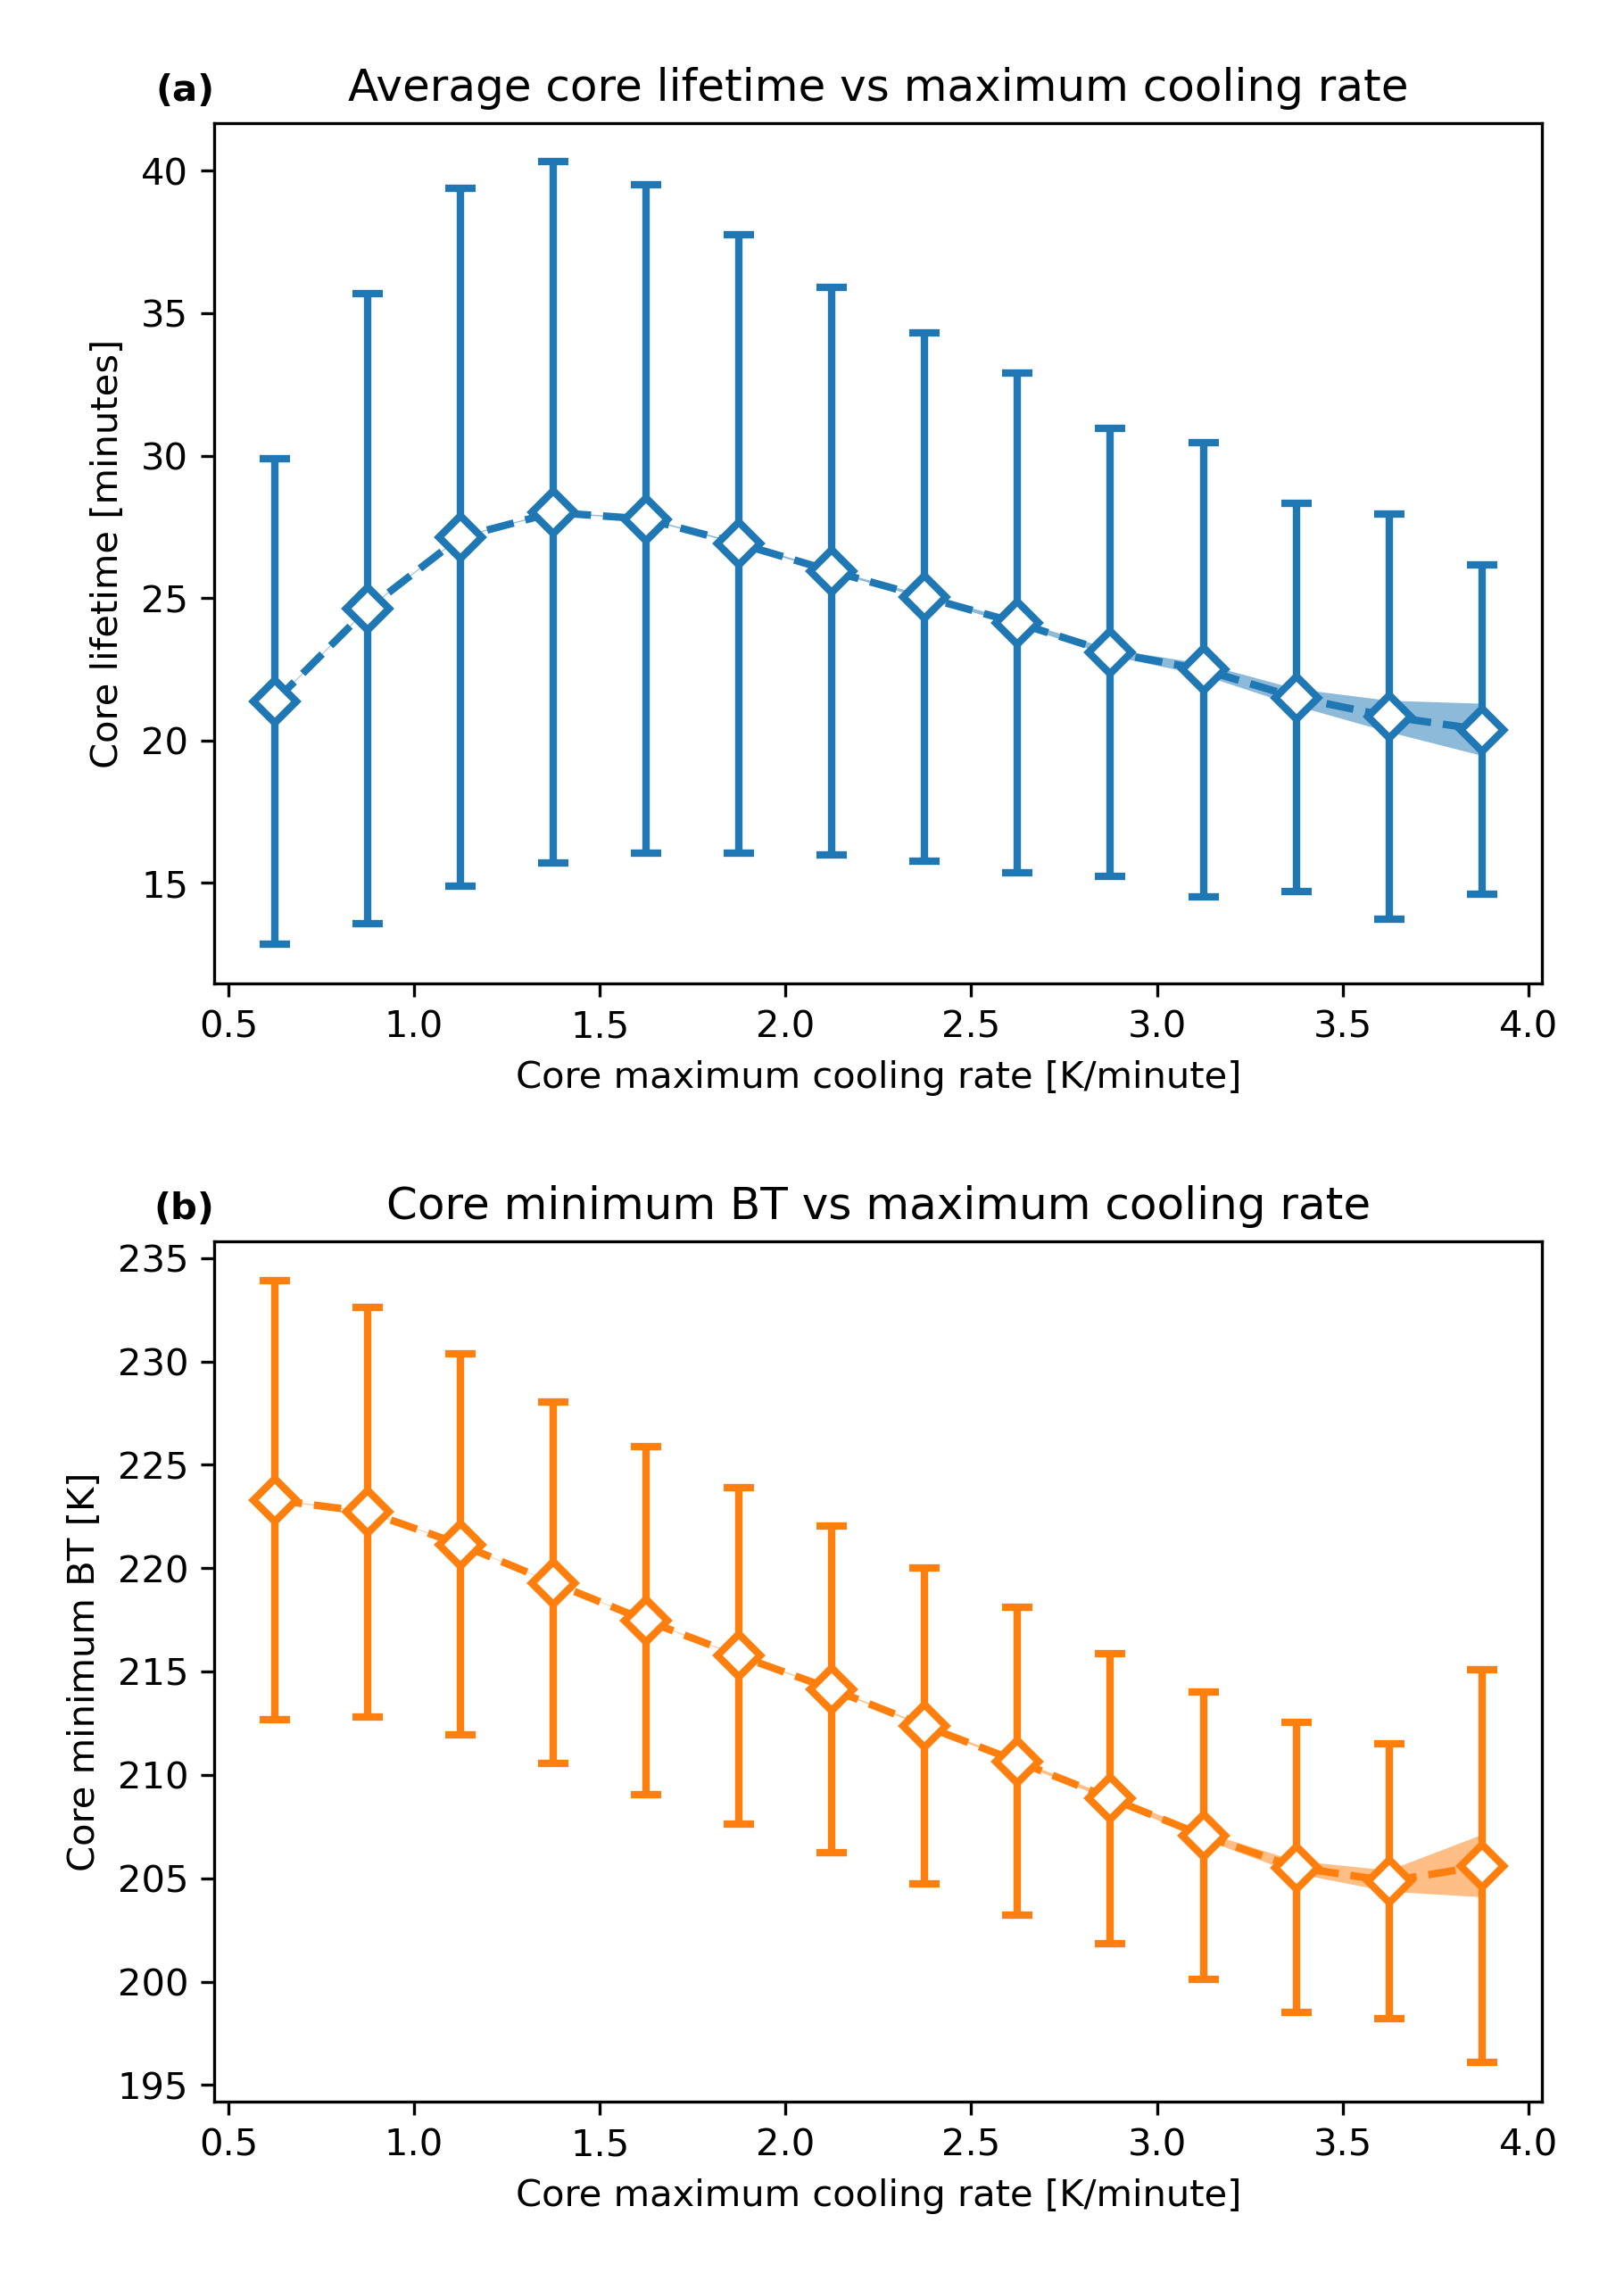 (a) Average core lifetime vs maximum cooling rate
Core lifetime [minutes]
40
35
30
25
20
15
0.5 1.0 1.5 2.0 2.5 3.0 3.5 4.0
Core maximum cooling rate [K/minute]
(b) Core minimum BT vs maximum cooling rate
Core minimum BT [K]
235
230
225
220
215
210
205
200
195
0.5 1.0 1.5 2.0 2.5 3.0 3.5 4.0
Core maximum cooling rate [K/minute]